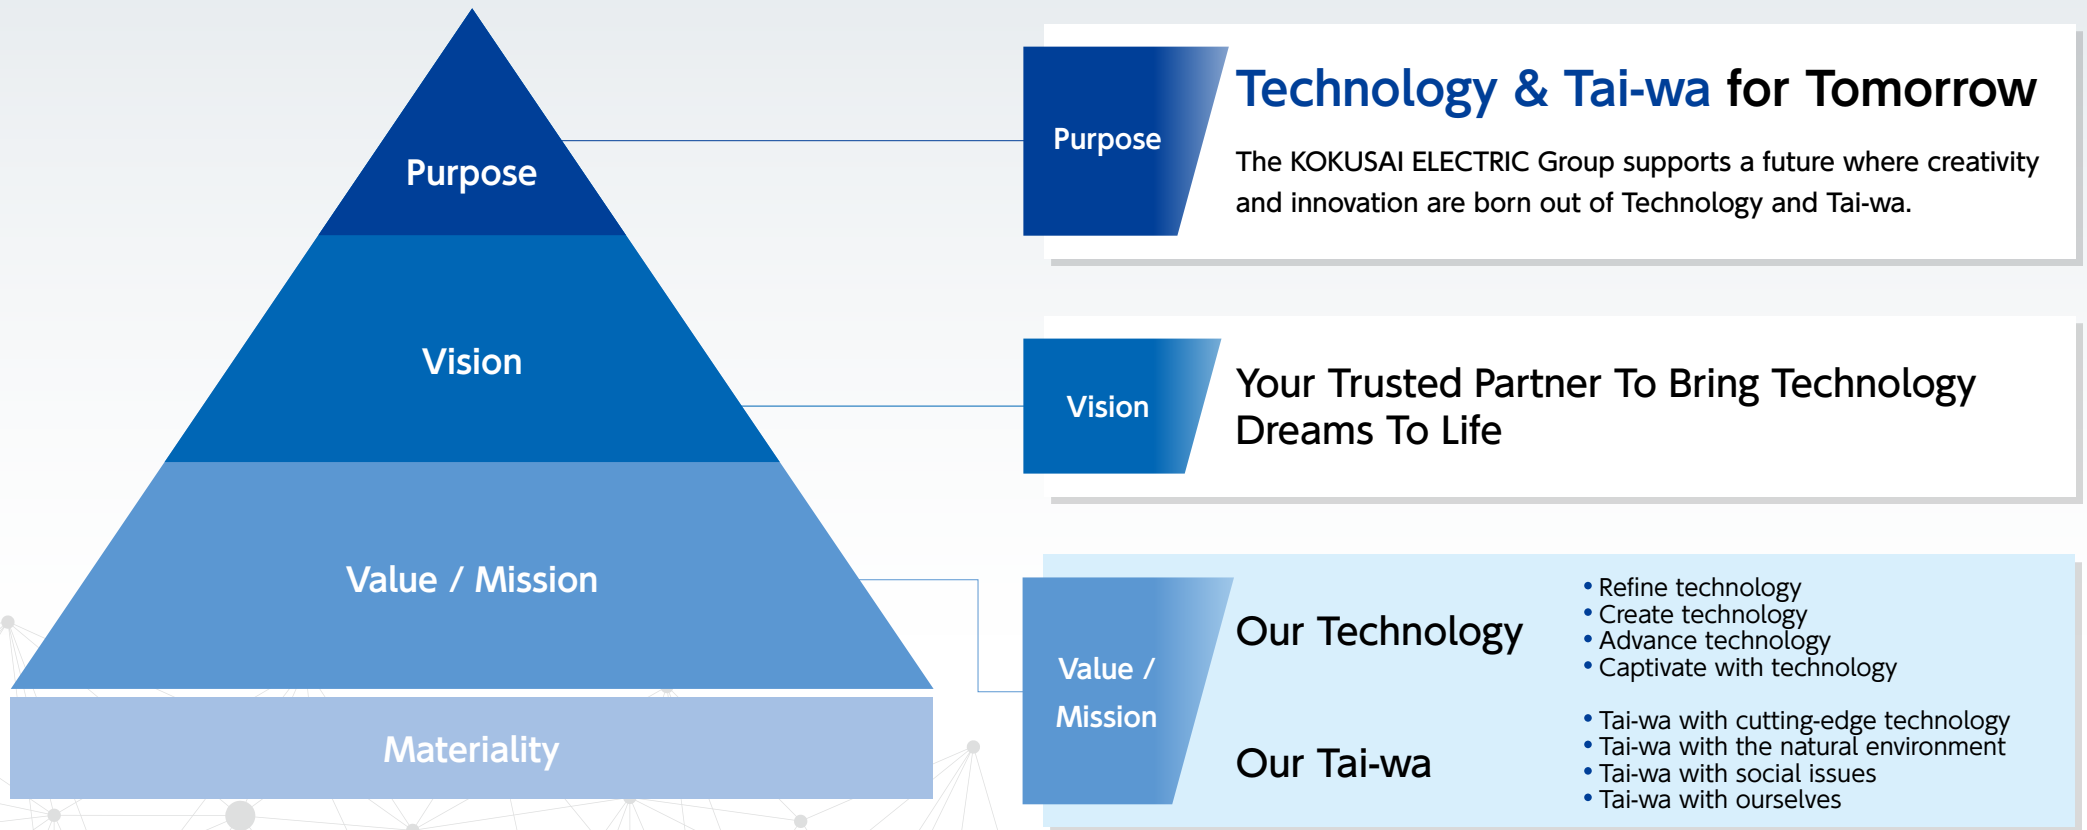 Purpose
Vision
Value / Mission
Materiality
Purpose
Technology & Tai-wa for Tomorrow
The KOKUSAI ELECTRIC Group supports a future where creativity
and innovation are born out of Technology and Tai-wa.
Vision
Your Trusted Partner To Bring Technology
Dreams To Life
Value /
Mission
Our Technology
• Refine technology
• Create technology
• Advance technology
• Captivate with technology
Our Tai-wa
• Tai-wa with cutting-edge technology
• Tai-wa with the natural environment
• Tai-wa with social issues
• Tai-wa with ourselves